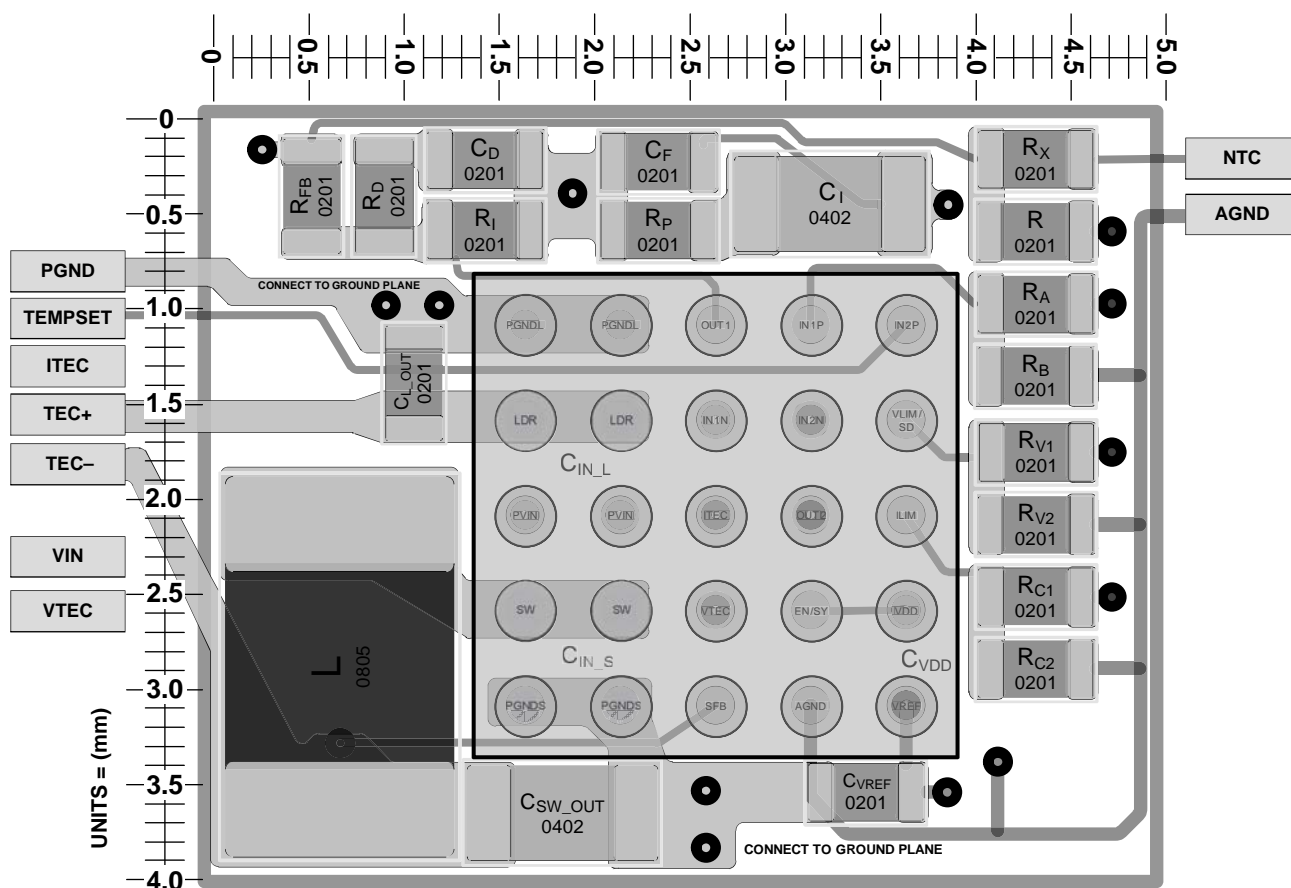 0 0.5 1.0 1.5 2.0 2.5 3.0 3.5 4.0 4.5 5.0
0
0.5
1.0
1.5
2.0
2.5
3.0
3.5
4.0
UNITS = (mm)
PGND
TEMPSET
ITEC
TEC+
TEC–
VIN
VTEC
NTC
AGND
RFB
0201
RD
0201
CD
0201
RI
0201
CF
0201
RP
0201
CI
0402
RX
0201
R
0201
RA
0201
RB
0201
RV1
0201
RV2
0201
RC1
0201
RC2
0201
CONNECT TO GROUND PLANE
CL_OUT
0201
PGNDL PGNDL OUT1 IN1P IN2P
LDR LDR IN1N IN2N VLIM/
SD
CIN_L
PVIN PVIN ITEC OUT2 ILIM
SW SW VTEC EN/SY VDD
CIN_S
CVDD
PGNDS PGNDS SFB AGND VREF
L
0805
CSW_OUT
0402
CVREF
0201
CONNECT TO GROUND PLANE